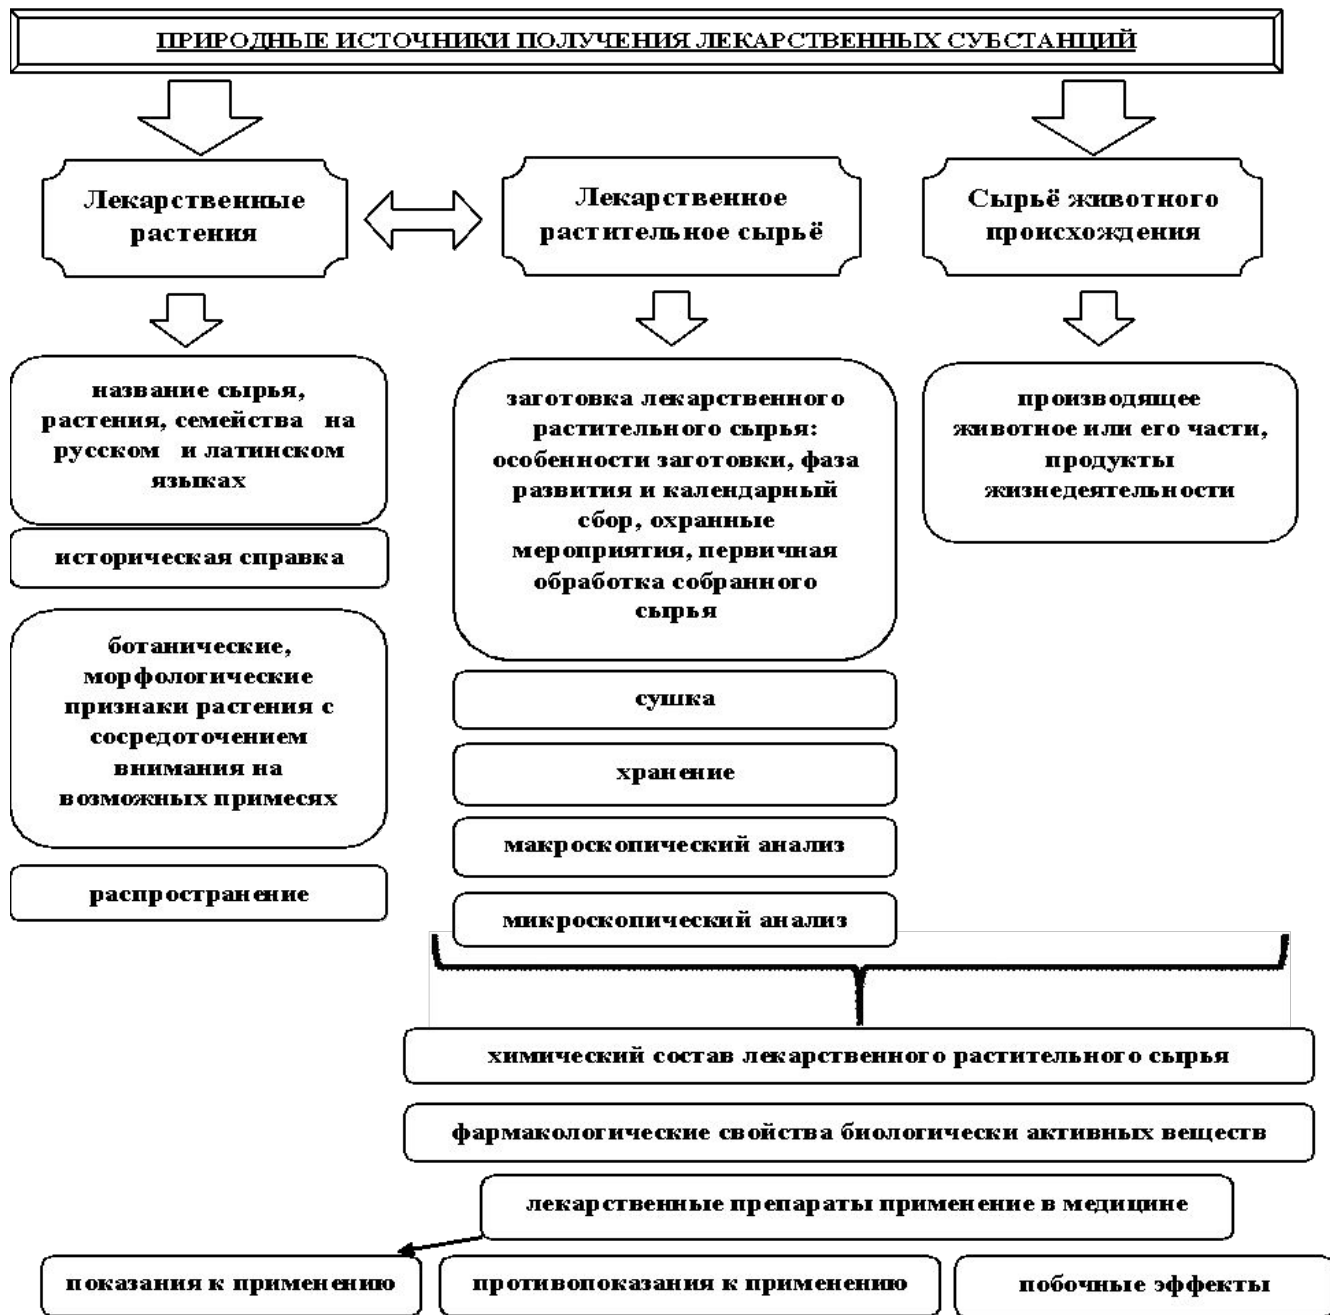 ПРИРОДНЫЕ ИСТОЧНИКИ ПОЛУЧЕНИЯ ЛЕКАРСТВЕННЫХ СУБСТАНЦИЙ
Лекарственные
растения
Лекарственное
растительное сырьё
Сырьё животного
происхождения
название сырья,
растения, семейства на
русском и латинском
языках
историческая справка
ботанические,
морфологические
признаки растения с
сосредоточением
внимания на
возможных примесях
распространение
заготовка лекарственного
растительного сырья:
особенности заготовки, фаза
развития и календарный
сбор, охранные
мероприятия, первичная
обработка собранного
сырья
сушка
хранение
макроскопический анализ
микроскопический анализ
производящее
животное или его части,
продукты
жизнедеятельности
химический состав лекарственного растительного сырья
фармакологические свойства биологически активных веществ
лекарственные препараты применение в медицине
показания к применению
противопоказания к применению
побочные эффекты